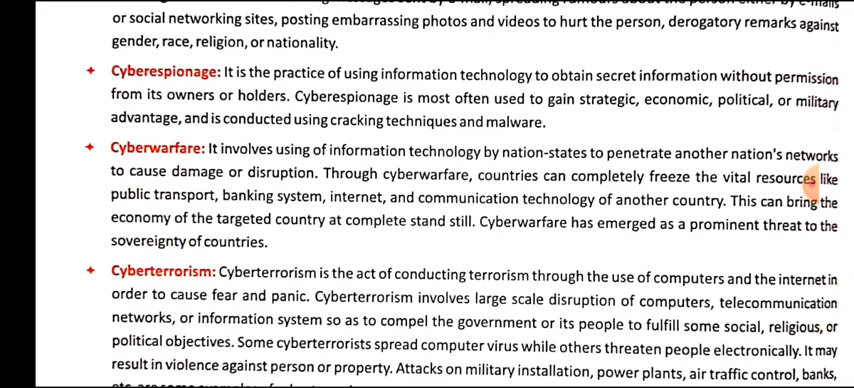 or social networking sites, posting embarrassing photos and videos to hurt the person, derogatory remarks against
gender, race, religion, or nationality.
✦ Cyberespionage: It is the practice of using information technology to obtain secret information without permission
from its owners or holders. Cyberespionage is most often used to gain strategic, economic, political, or military
advantage, and is conducted using cracking techniques and malware.
✦ Cyberwarfare: It involves using of information technology by nation-states to penetrate another nation's networks
to cause damage or disruption. Through cyberwarfare, countries can completely freeze the vital resources like
public transport, banking system, internet, and communication technology of another country. This can bring the
economy of the targeted country at complete stand still. Cyberwarfare has emerged as a prominent threat to the
sovereignty of countries.
✦ Cyberterrorism: Cyberterrorism is the act of conducting terrorism through the use of computers and the internet in
order to cause fear and panic. Cyberterrorism involves large scale disruption of computers, telecommunication
networks, or information system so as to compel the government or its people to fulfill some social, religious, or
political objectives. Some cyberterrorists spread computer virus while others threaten people electronically. It may
result in violence against person or property. Attacks on military installation, power plants, air traffic control, banks,